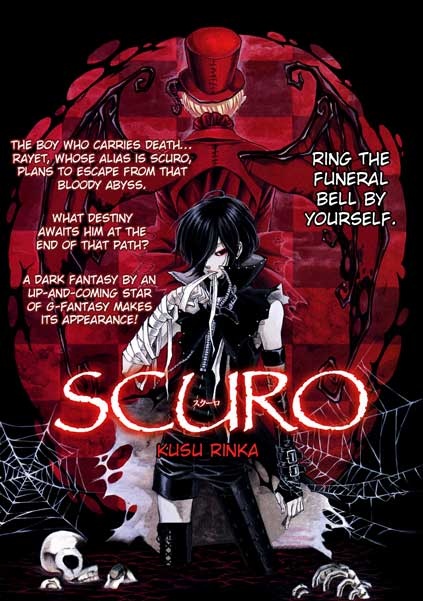 THE BOY WHO CARRIES DEATH...
RAYET, WHOSE ALIAS IS SCURO,
PLANS TO ESCAPE FROM THAT
BLOODY ABYSS.
WHAT DESTINY
AWAITS HIM AT THE
END OF THAT PATH?
A DARK FANTASY BY AN
UP-AND-COMING STAR
OF G-FANTASY MAKES
ITS APPEARANCE!
RING THE
FUNERAL
BELL BY
YOURSELF.
SCURO
スクーロ
KUSU RINKA